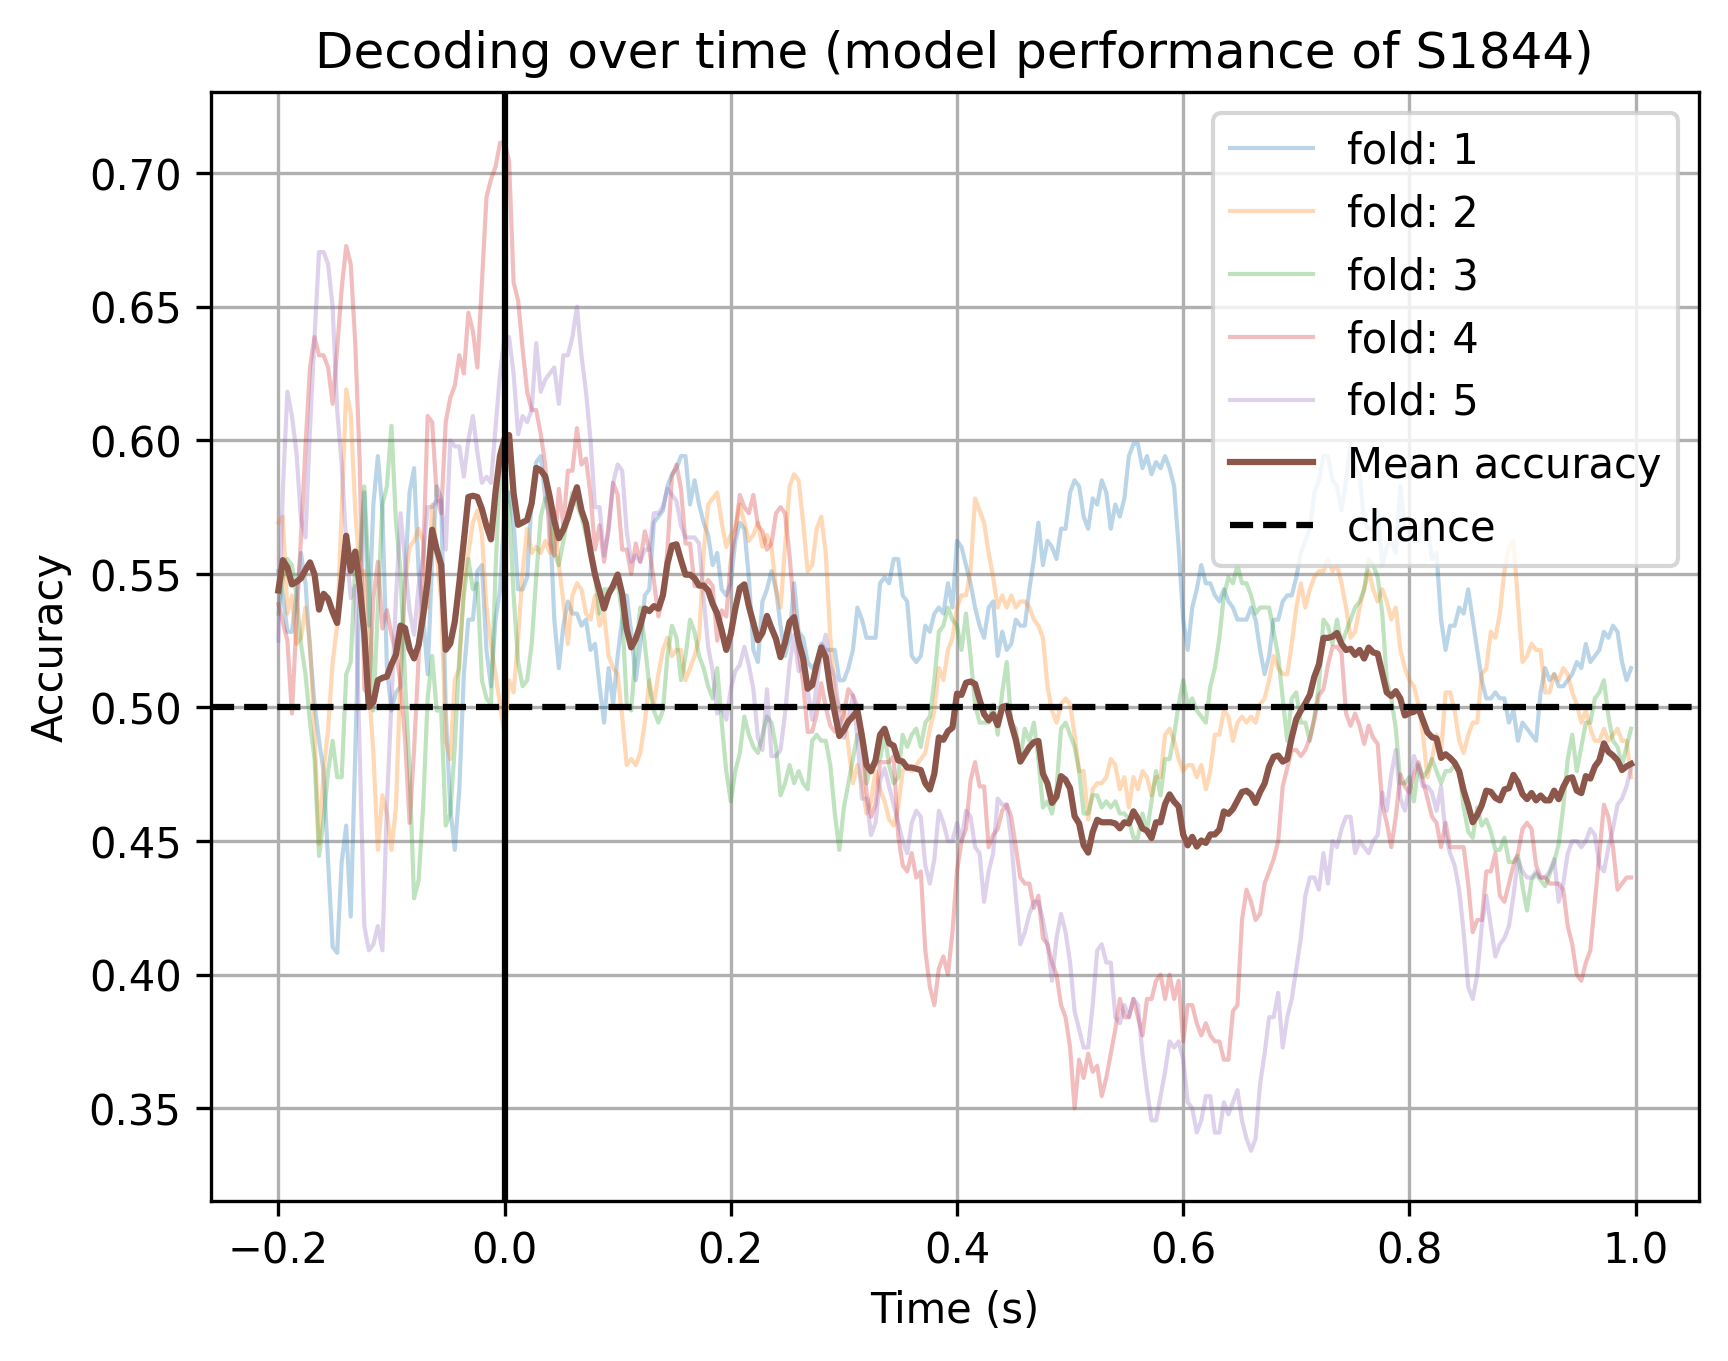 Decoding over time (model performance of S1844)
Accuracy
0.70
0.65
0.60
0.55
0.50
0.45
0.40
0.35
fold: 1
fold: 2
fold: 3
fold: 4
fold: 5
Mean accuracy
chance
−0.2 0.0 0.2 0.4 0.6 0.8 1.0
Time (s)